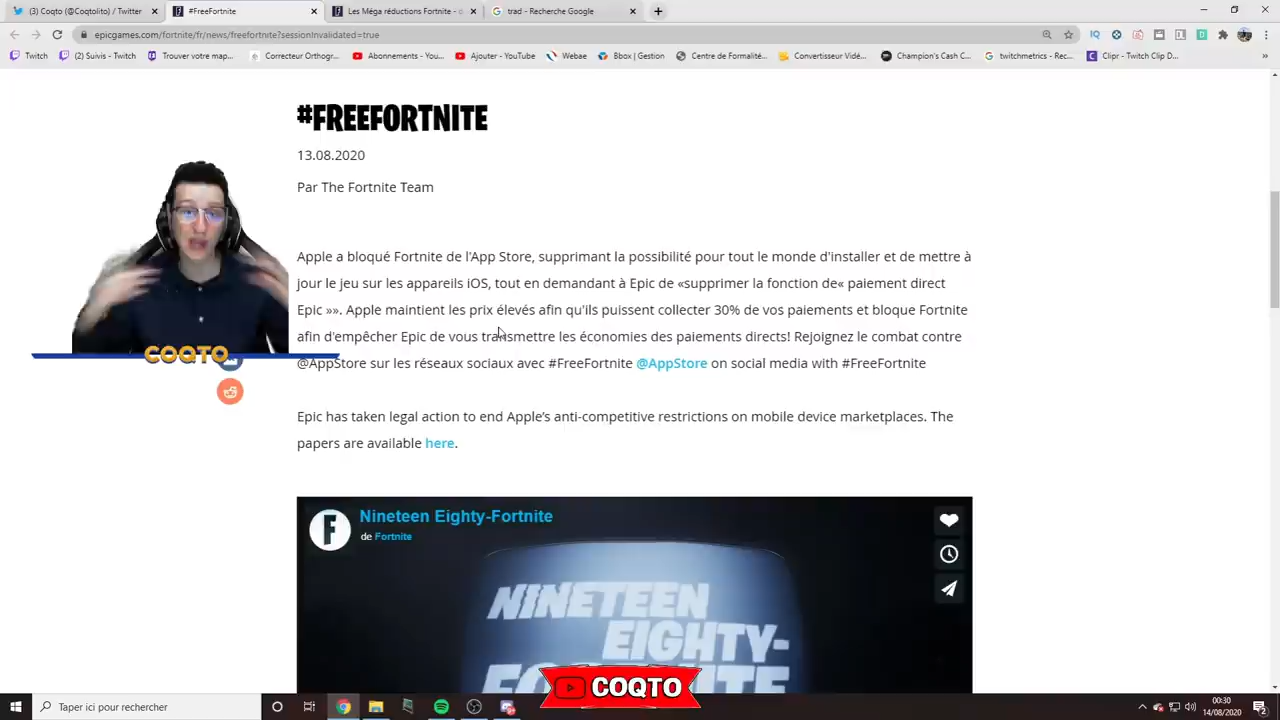 (3) Coqto (@Coqtolito) / Twitter
#FreeFortnite
Les Méga réductions Fortnite - d
trad - Recherche Google
epicgames.com/fortnite/fr/news/freefortnite?sessionInvalidated=true
Twitch
(2) Suivis - Twitch
Trouver votre map...
Correcteur Orthogr...
Abonnements - You...
Ajouter - YouTube
Webae
Bbox | Gestion
Centre de Formalité...
Convertisseur Vidé...
Champion's Cash C...
twitchmetrics - Rec...
Clipr - Twitch Clip D...
#FREEFORTNITE
13.08.2020
Par The Fortnite Team
Apple a bloqué Fortnite de l'App Store, supprimant la possibilité pour tout le monde d'installer et de mettre à
jour le jeu sur les appareils iOS, tout en demandant à Epic de «supprimer la fonction de« paiement direct
Epic »». Apple maintient les prix élevés afin qu'ils puissent collecter 30% de vos paiements et bloque Fortnite
afin d'empêcher Epic de vous transmettre les économies des paiements directs! Rejoignez le combat contre
@AppStore sur les réseaux sociaux avec #FreeFortnite @AppStore on social media with #FreeFortnite
COQTO
Epic has taken legal action to end Apple's anti-competitive restrictions on mobile device marketplaces. The
papers are available here.
Nineteen Eighty-Fortnite
de Fortnite
NINETEEN
EIGHTY-
FORTNITE
COQTO
Taper ici pour rechercher
00:30
14/08/2020